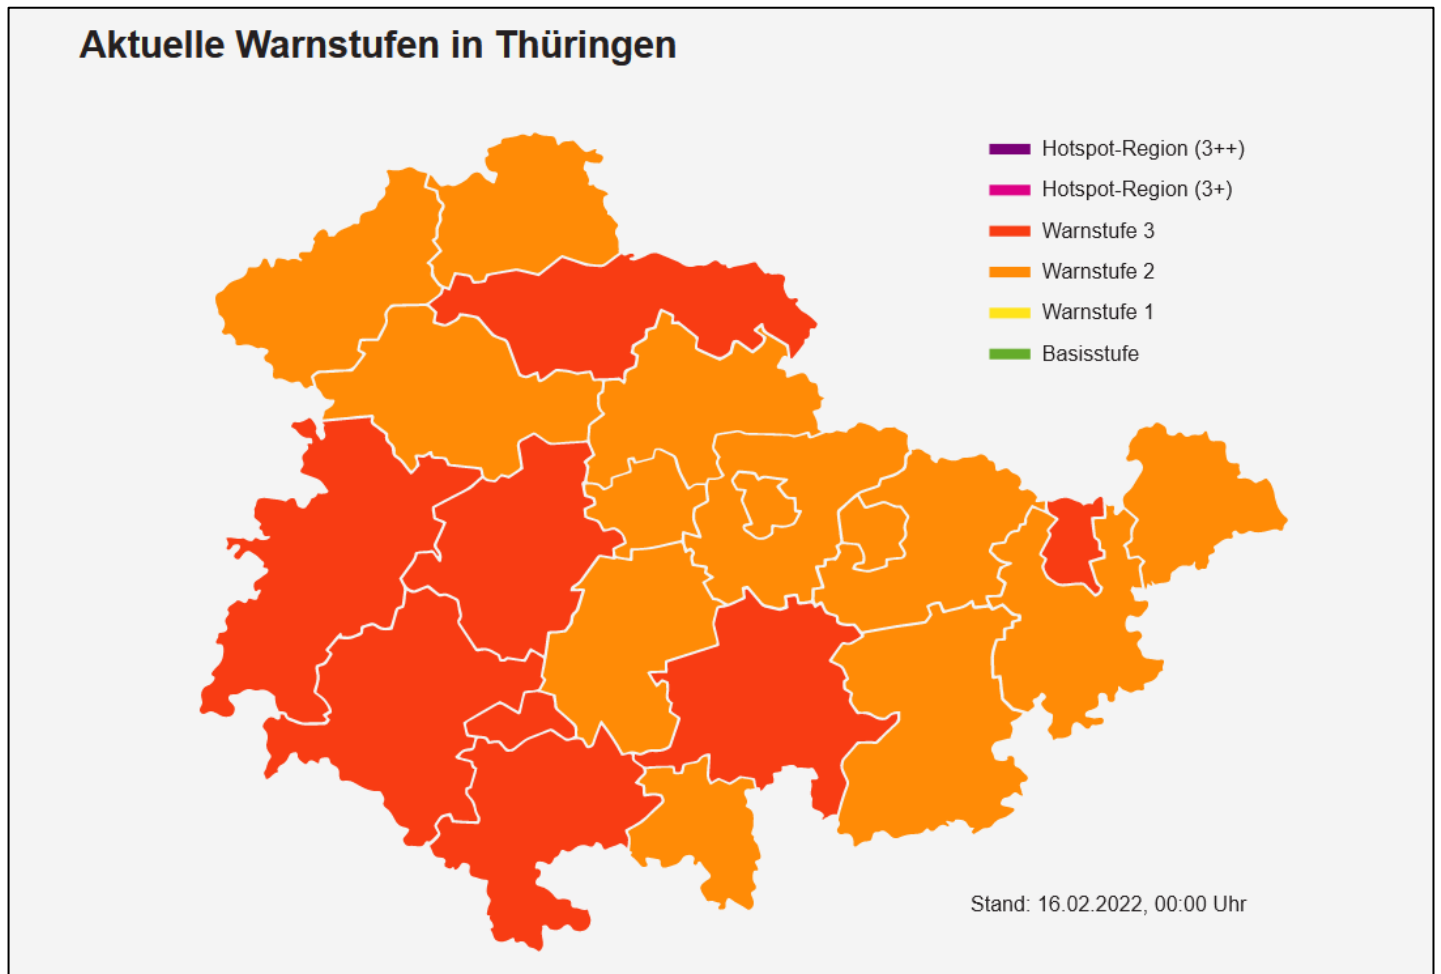 Aktuelle Warnstufen in Thüringen
Hotspot-Region (3++)
Hotspot-Region (3+)
Warnstufe 3
Warnstufe 2
Warnstufe 1
Basisstufe
Stand: 16.02.2022, 00:00 Uhr